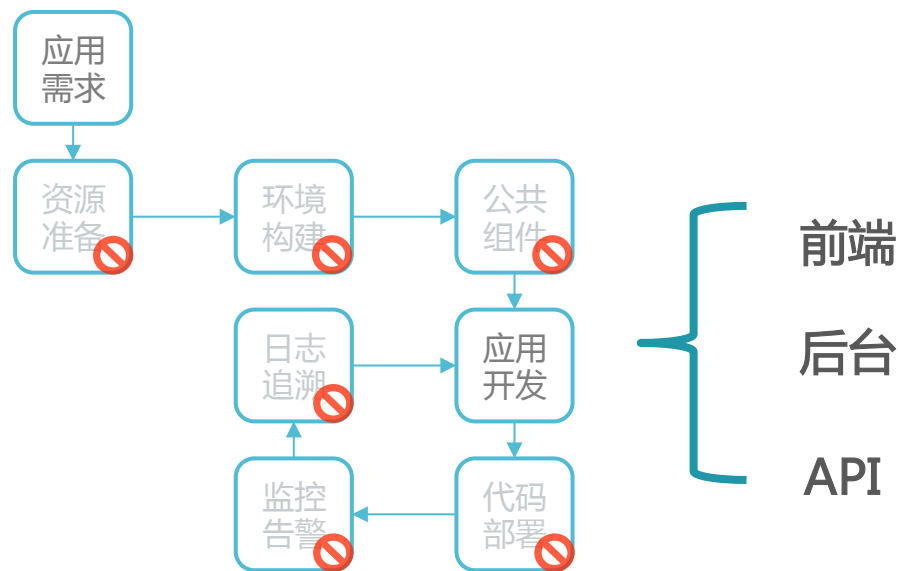 应用
需求
资源
准备
环境
构建
公共
组件
日志
追溯
应用
开发
监控
告警
代码
部署
前端
后台
API